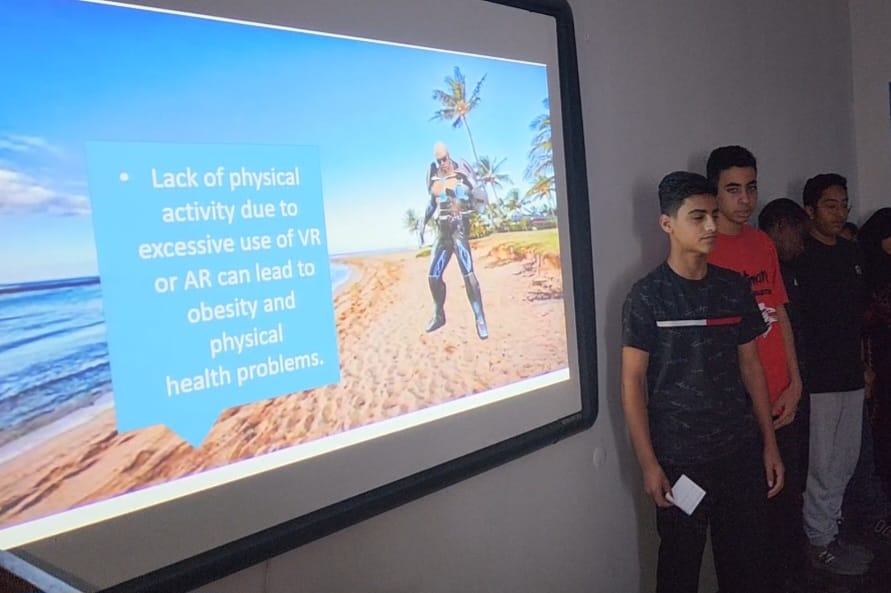 • Lack of physical
activity due to
excessive use of VR
or AR can lead to
obesity and
physical
health problems.